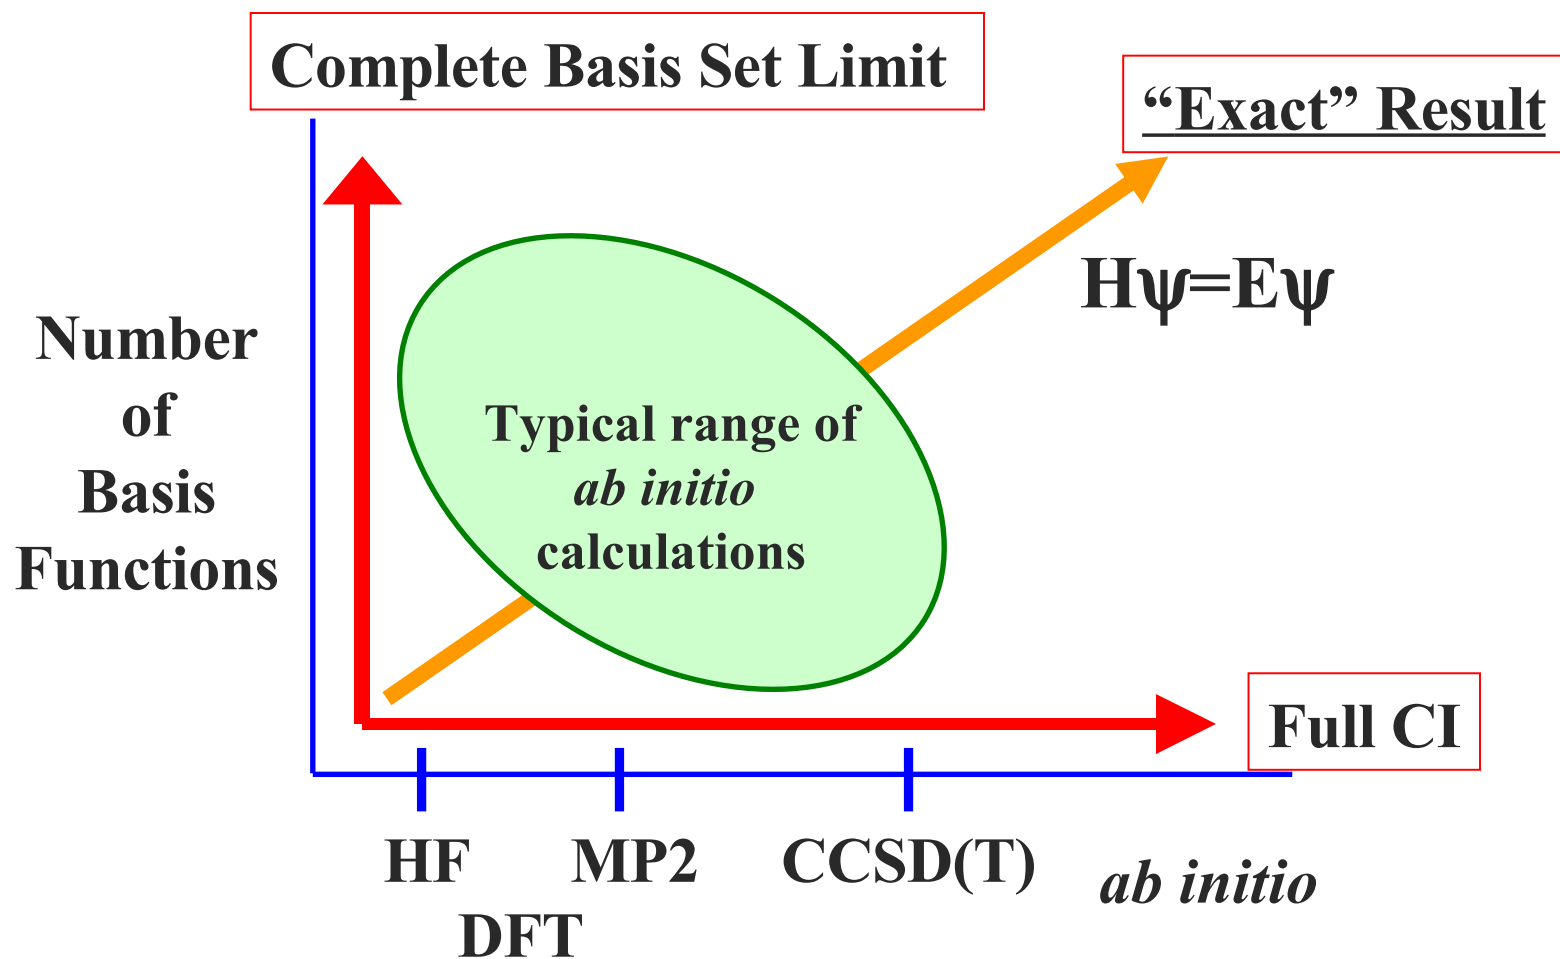 Complete Basis Set Limit
“Exact” Result
Hψ=Eψ
Number
of
Basis
Functions
Typical range of
ab initio
calculations
Full CI
HF
MP2
CCSD(T)
ab initio
DFT